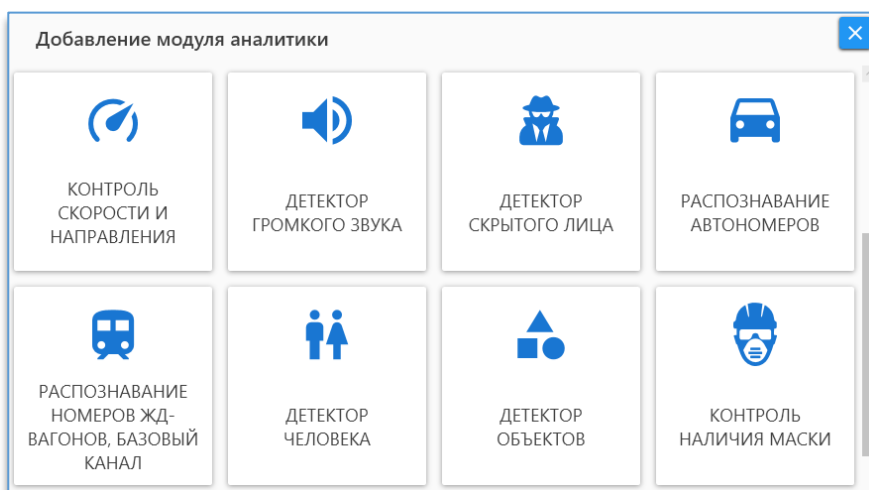 Добавление модуля аналитики
КОНТРОЛЬ
СКОРОСТИ И
НАПРАВЛЕНИЯ
ДЕТЕКТОР
ГРОМКОГО ЗВУКА
ДЕТЕКТОР
СКРЫТОГО ЛИЦА
РАСПОЗНАВАНИЕ
АВТОНОМЕРОВ
РАСПОЗНАВАНИЕ
НОМЕРОВ ЖД-
ВАГОНОВ, БАЗОВЫЙ
КАНАЛ
ДЕТЕКТОР
ЧЕЛОВЕКА
ДЕТЕКТОР
ОБЪЕКТОВ
КОНТРОЛЬ
НАЛИЧИЯ МАСКИ